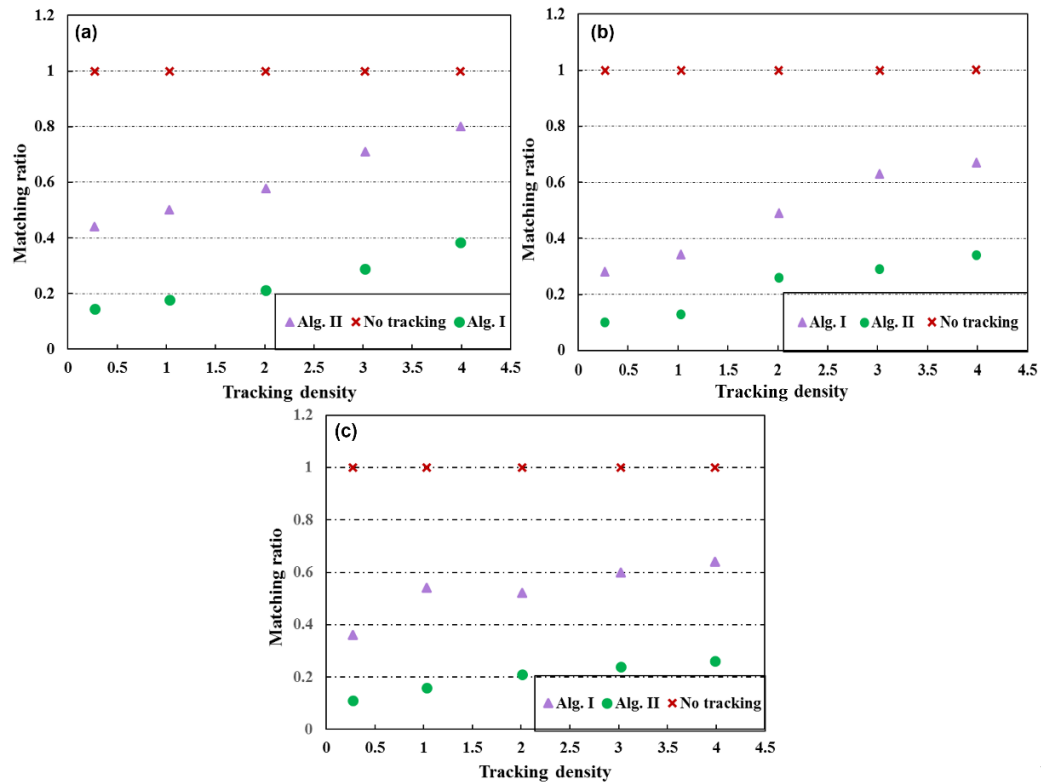 (a)
1.2
1
0.8
0.6
0.4
0.2
0
Matching ratio
Alg. II No tracking Alg. I
0 0.5 1 1.5 2 2.5 3 3.5 4 4.5
Tracking density
(b)
1.2
1
0.8
0.6
0.4
0.2
0
Matching ratio
Alg. I Alg. II No tracking
0 0.5 1 1.5 2 2.5 3 3.5 4 4.5
Tracking density
(c)
1.2
1
0.8
0.6
0.4
0.2
0
Matching ratio
Alg. I Alg. II No tracking
0 0.5 1 1.5 2 2.5 3 3.5 4 4.5
Tracking density